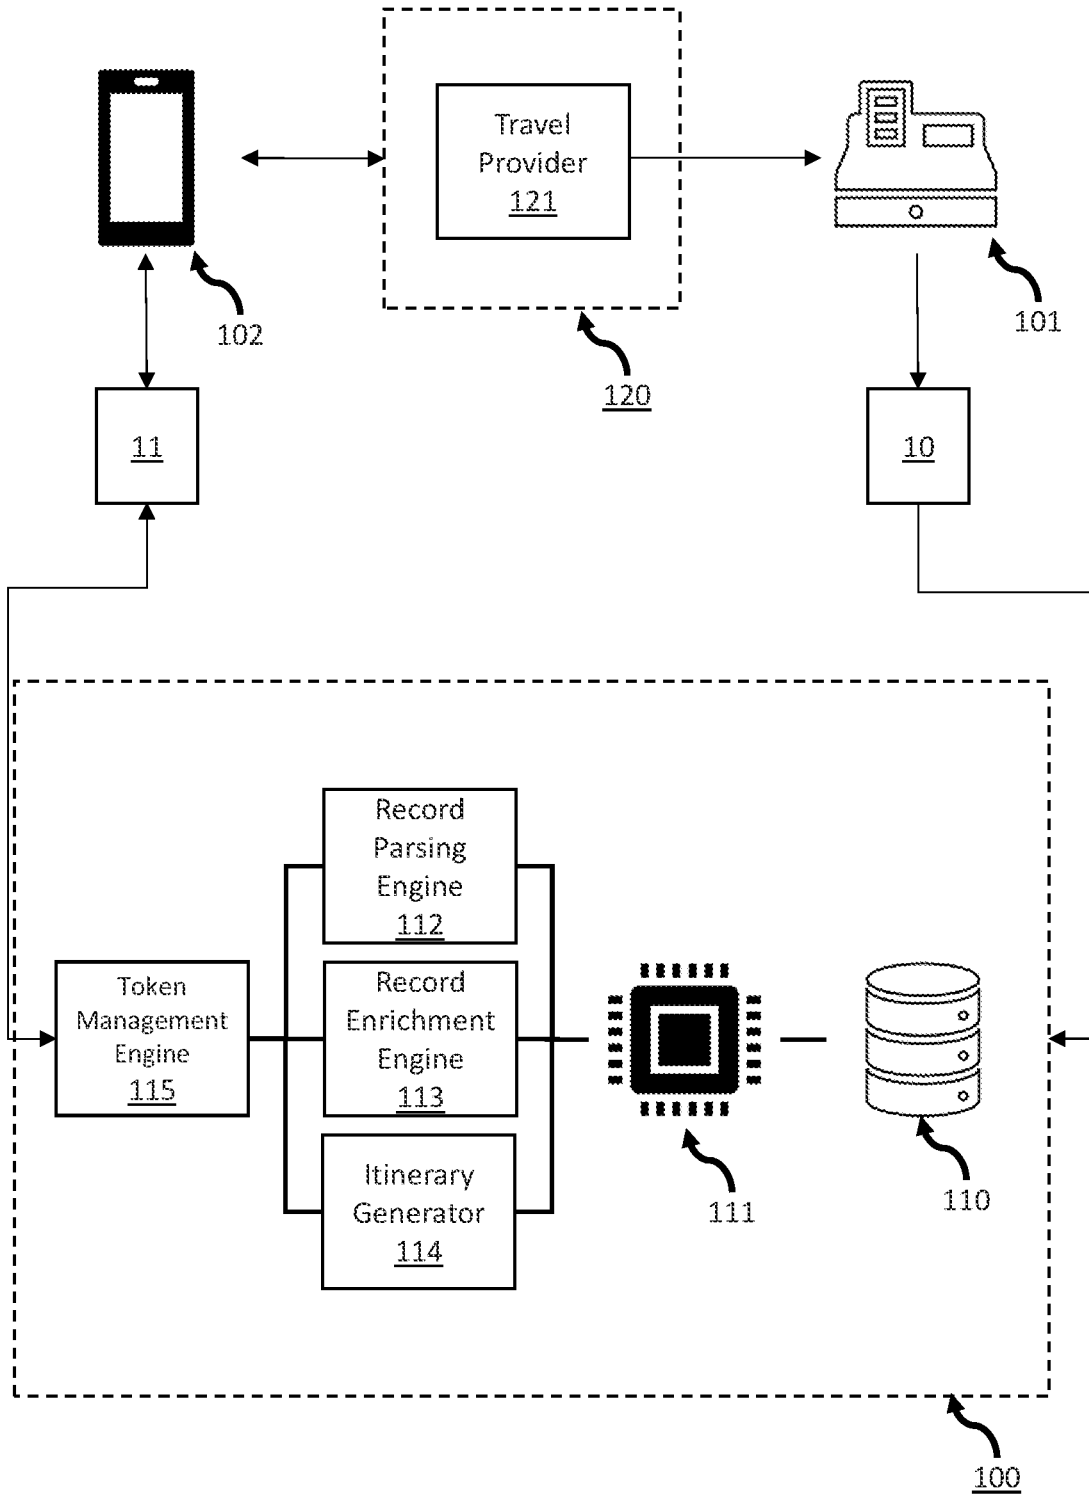 Travel
Provider
121
102
101
120
11
10
Record
Parsing
Engine
112
Token
Management
Engine
115
Record
Enrichment
Engine
113
Itinerary
Generator
114
111
110
100